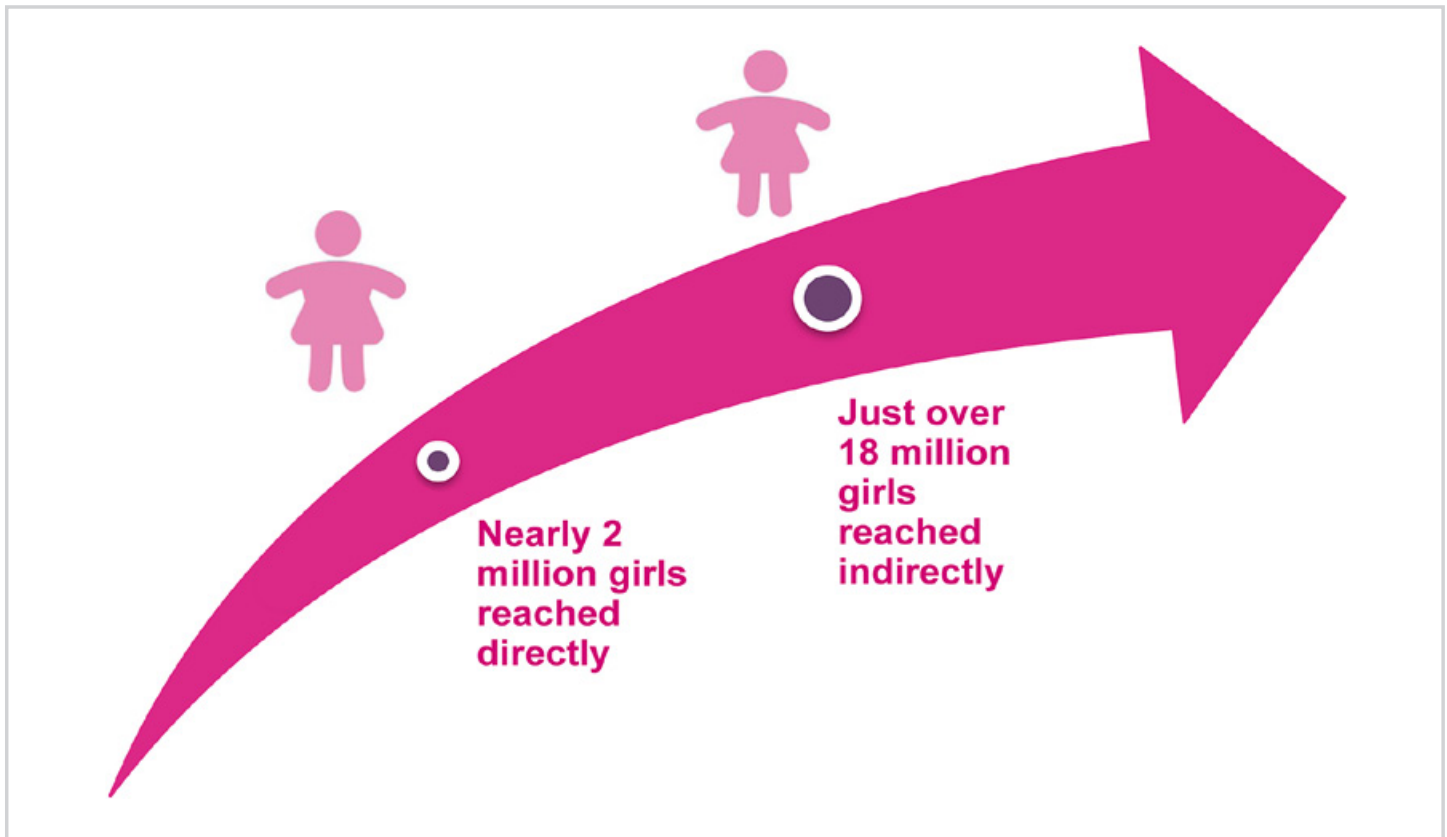 Nearly 2
million girls
reached
directly
Just over
18 million
girls
reached
indirectly